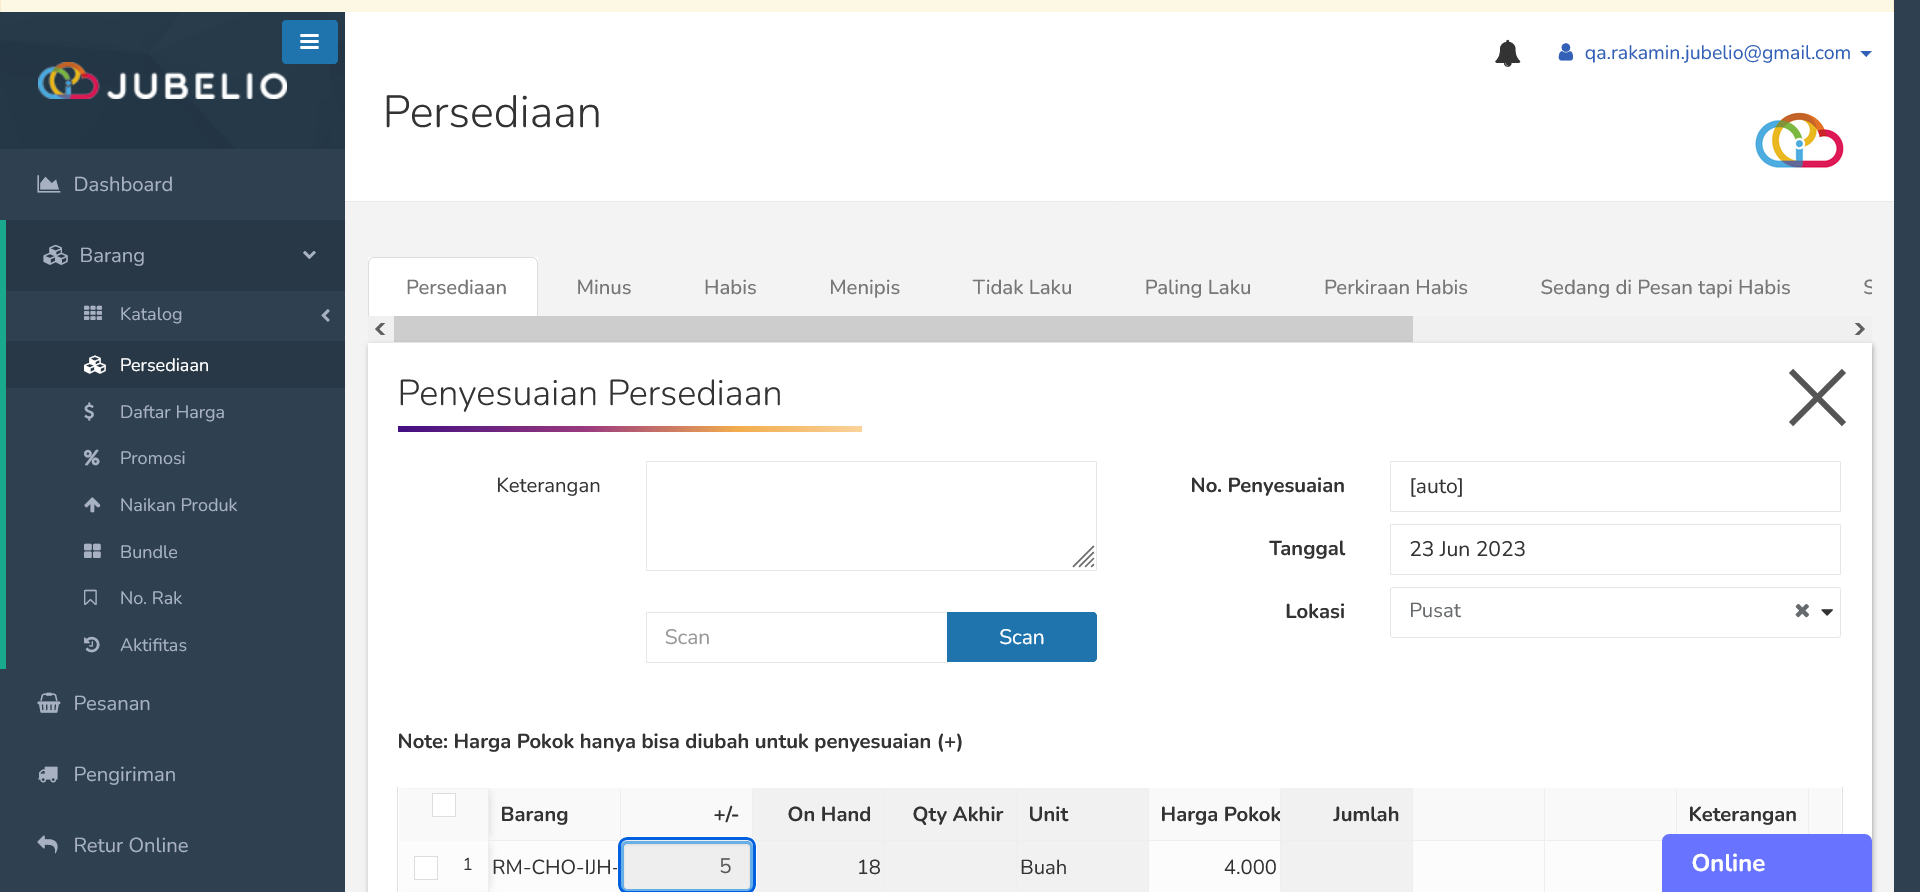 JUBELIO
qa.rakamin.jubelio@gmail.com
Persediaan
Dashboard
Barang
Katalog
Persediaan
Daftar Harga
Promosi
Naikan Produk
Bundle
No. Rak
Aktifitas
Pesanan
Pengiriman
Retur Online
Persediaan Minus Habis Menipis Tidak Laku Paling Laku Perkiraan Habis Sedang di Pesan tapi Habis
Penyesuaian Persediaan
Keterangan
No. Penyesuaian [auto]
Tanggal 23 Jun 2023
Lokasi Pusat
Scan Scan
Note: Harga Pokok hanya bisa diubah untuk penyesuaian (+)
Barang +/- On Hand Qty Akhir Unit Harga Pokok Jumlah Keterangan
1 RM-CHO-IJH- 5 18 Buah 4.000
Online